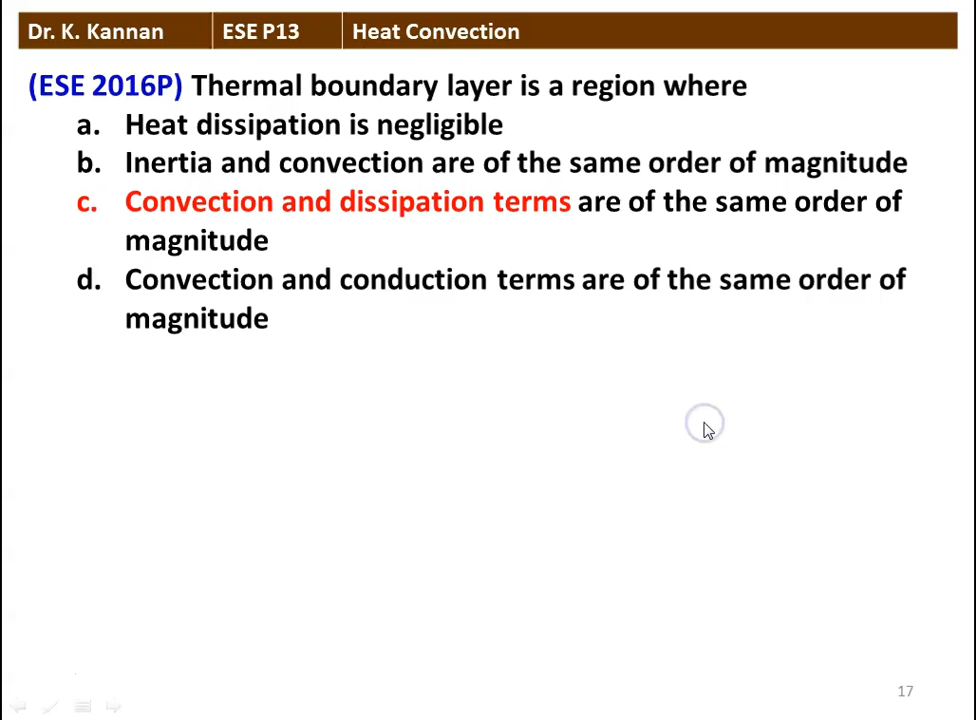 Dr. K. Kannan ESE P13 Heat Convection
(ESE 2016P) Thermal boundary layer is a region where
a. Heat dissipation is negligible
b. Inertia and convection are of the same order of magnitude
c. Convection and dissipation terms are of the same order of
magnitude
d. Convection and conduction terms are of the same order of
magnitude
17